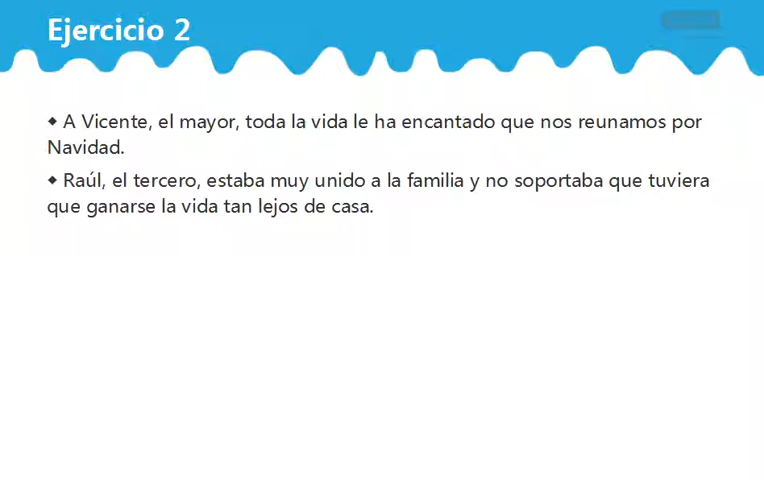 Ejercicio 2
◆ A Vicente, el mayor, toda la vida le ha encantado que nos reunamos por
Navidad.
◆ Raúl, el tercero, estaba muy unido a la familia y no soportaba que tuviera
que ganarse la vida tan lejos de casa.